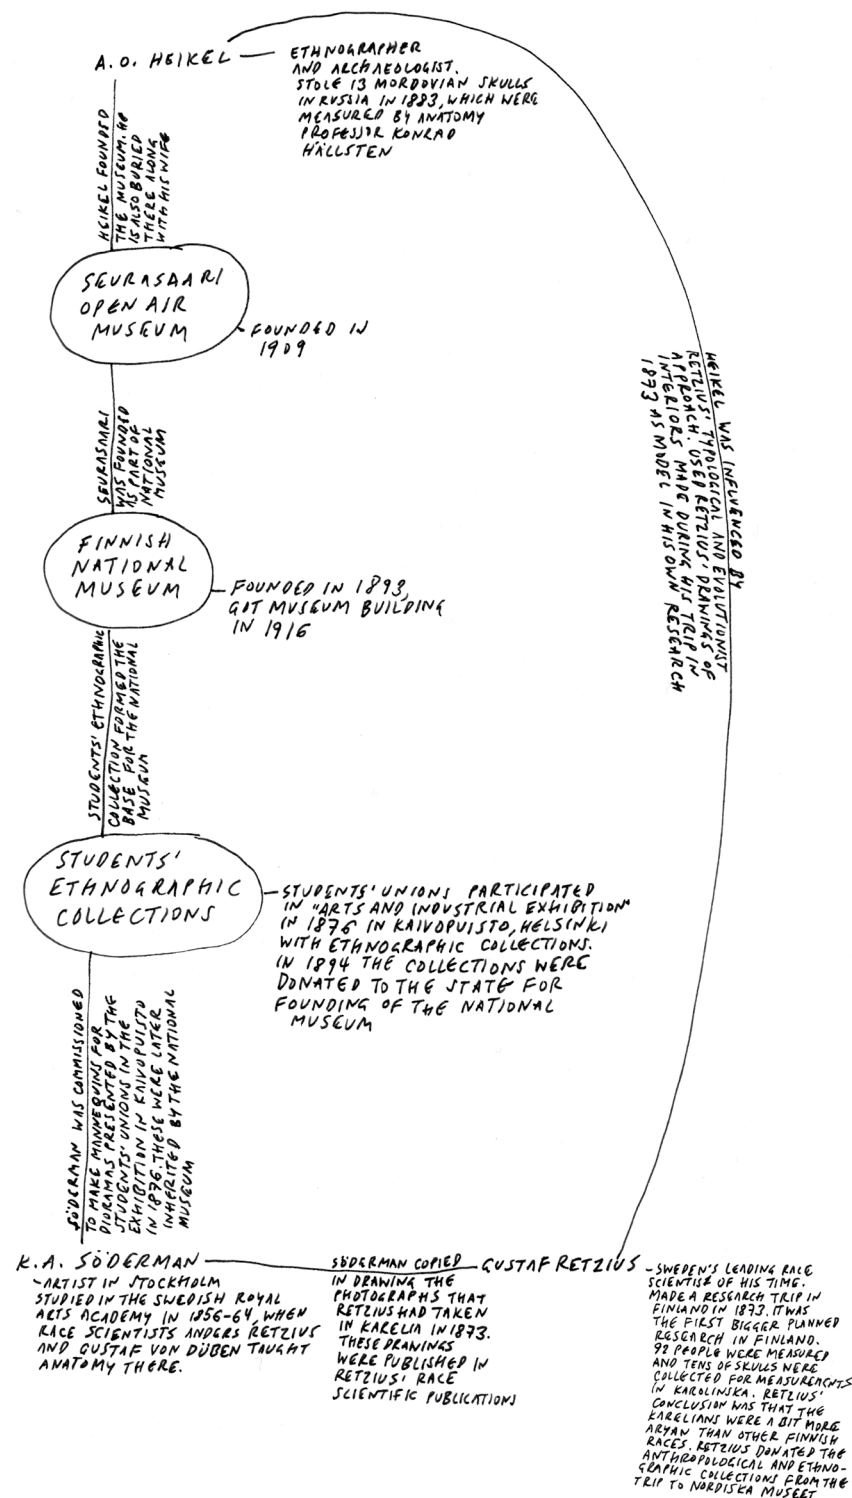 A.O. HEIKEL
ETHNOGRAPHER
AND ARCHAEOLOGIST.
STOLE 13 MORDOVIAN SKULLS
IN RUSSIA IN 1883, WHICH WERE
MEASURED BY ANATOMY
PROFESSOR KONRAD
HÄLLSTEN
HEIKEL FOUNDED
THE MUSEUM. HE
IS ALSO BURIED
THERE ALONG
WITH HIS WIFE
SEURASAARI
OPEN AIR
MUSEUM
FOUNDED IN
1909
HEIKEL WAS INFLUENCED BY
RETZIUS' TYPOLOGICAL AND EVOLUTIONIST
APPROACH. USED RETZIUS' DRAWINGS OF
INTERIORS MADE DURING HIS TRIP IN
1873 AS MODEL IN HIS OWN RESEARCH
SEURASAARI
WAS FOUNDED
AS PART OF
NATIONAL
MUSEUM
FINNISH
NATIONAL
MUSEUM
FOUNDED IN 1893,
GOT MUSEUM BUILDING
IN 1916
STUDENTS' ETHNOGRAPHIC
COLLECTION FORMED THE
BASE FOR THE NATIONAL
MUSEUM
STUDENTS'
ETHNOGRAPHIC
COLLECTIONS
STUDENTS' UNIONS PARTICIPATED
IN "ARTS AND INDUSTRIAL EXHIBITION"
IN 1876 IN KAIVOPUISTO, HELSINKI
WITH ETHNOGRAPHIC COLLECTIONS.
IN 1894 THE COLLECTIONS WERE
DONATED TO THE STATE FOR
FOUNDING OF THE NATIONAL
MUSEUM
SÖDERMAN WAS COMMISSIONED
TO MAKE MANNEQUINS FOR
DIORAMAS PRESENTED BY THE
STUDENTS' UNIONS IN THE
EXHIBITION IN KAIVOPUISTO
IN 1876. THESE WERE LATER
INHERITED BY THE NATIONAL
MUSEUM
K.A. SÖDERMAN
- ARTIST IN STOCKHOLM
STUDIED IN THE SWEDISH ROYAL
ARTS ACADEMY IN 1856-64, WHEN
RACE SCIENTISTS ANDERS RETZIUS
AND GUSTAF VON DÜBEN TAUGHT
ANATOMY THERE.
SÖDERMAN COPIED
IN DRAWING THE
PHOTOGRAPHS THAT
RETZIUS HAD TAKEN
IN KARELIA IN 1873.
THESE DRAWINGS
WERE PUBLISHED IN
RETZIUS' RACE
SCIENTIFIC PUBLICATIONS
GUSTAF RETZIUS
- SWEDEN'S LEADING RACE
SCIENTIST OF HIS TIME.
MADE A RESEARCH TRIP IN
FINLAND IN 1873. IT WAS
THE FIRST BIGGER PLANNED
RESEARCH IN FINLAND.
92 PEOPLE WERE MEASURED
AND TENS OF SKULLS WERE
COLLECTED FOR MEASUREMENTS
IN KAROLINSKA. RETZIUS'
CONCLUSION WAS THAT THE
KARELIANS WERE A BIT MORE
ARYAN THAN OTHER FINNISH
RACES. RETZIUS DONATED THE
ANTHROPOLOGICAL AND ETHNO-
GRAPHIC COLLECTIONS FROM THE
TRIP TO NORDISKA MUSEET